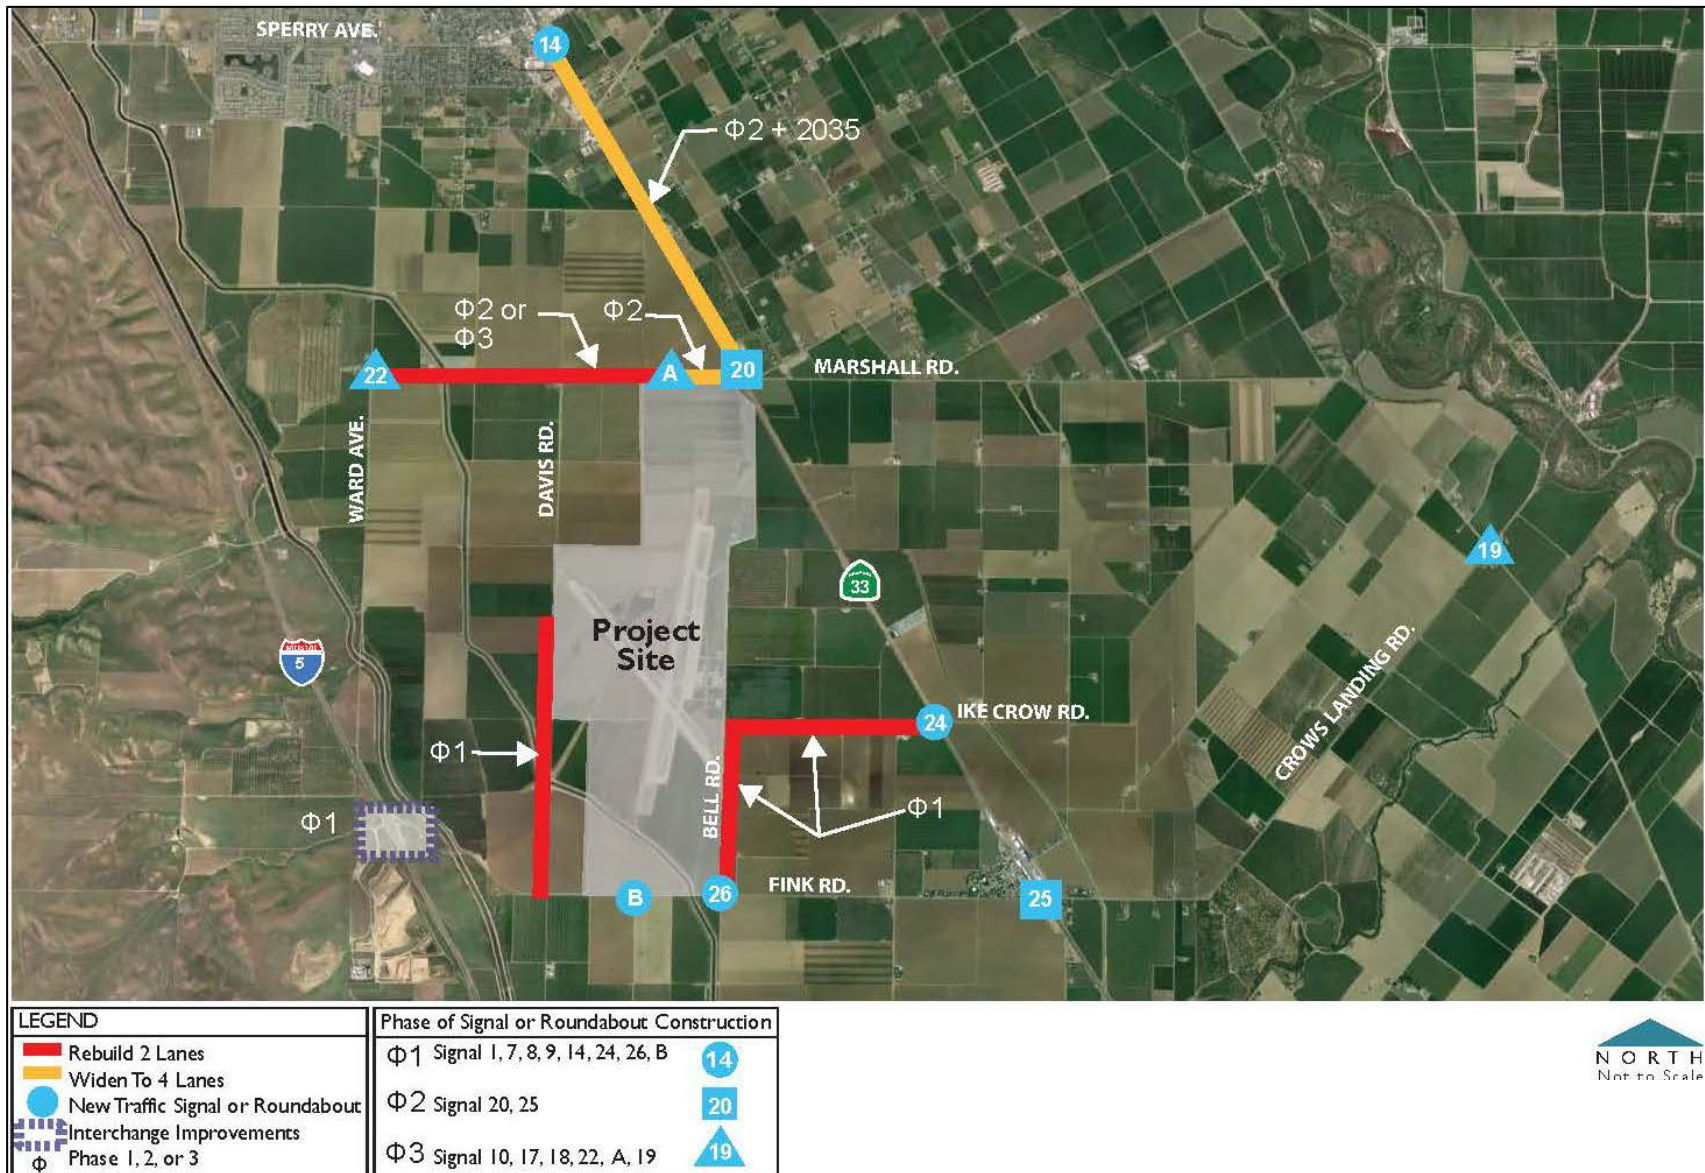 SPERRY AVE.
14
Φ2 + 2035
Φ2 or
Φ3
Φ2
22
A
20
MARSHALL RD.
WARD AVE.
DAVIS RD.
19
33
Project
Site
INTERSTATE
5
CROWS LANDING RD.
24
IKE CROW RD.
Φ1
BELL RD.
Φ1
Φ1
FINK RD.
B
26
25
LEGEND
Rebuild 2 Lanes
Widen To 4 Lanes
New Traffic Signal or Roundabout
Interchange Improvements
Φ Phase 1, 2, or 3
Phase of Signal or Roundabout Construction
Φ1 Signal 1, 7, 8, 9, 14, 24, 26, B
14
Φ2 Signal 20, 25
20
Φ3 Signal 10, 17, 18, 22, A, 19
19
NORTH
Not to Scale